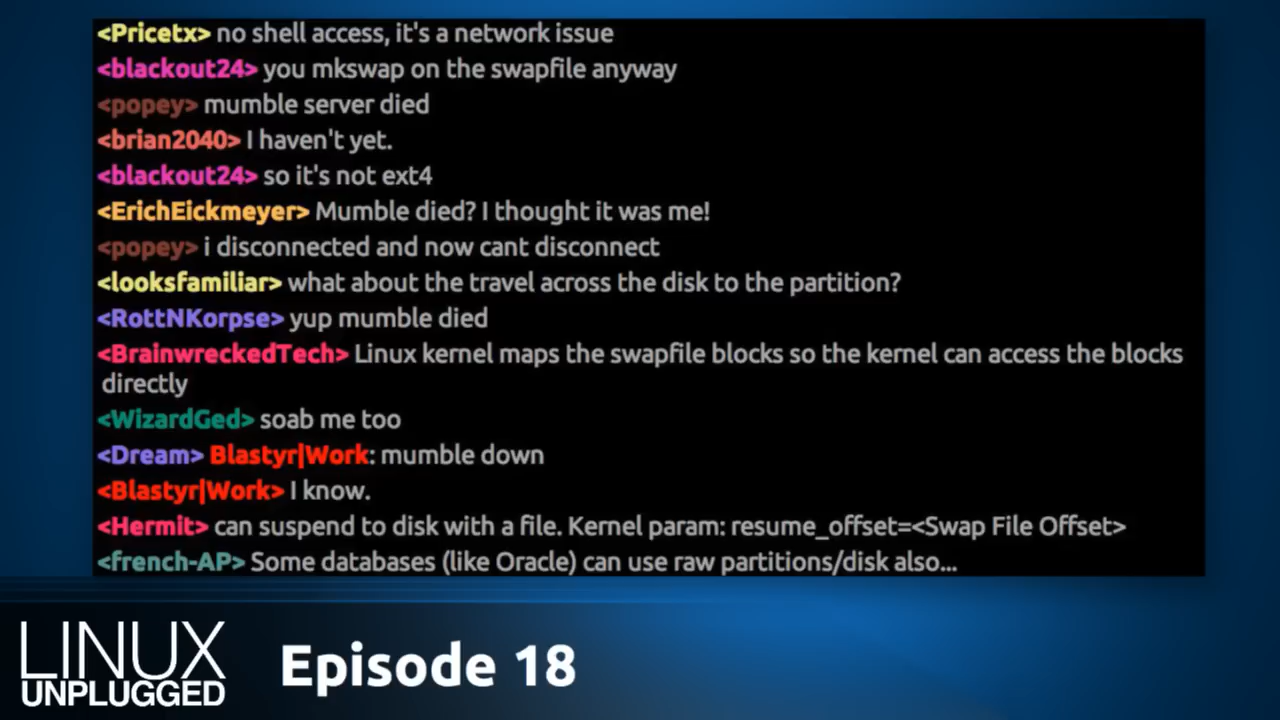 <Pricetx> no shell access, it's a network issue
<blackout24> you mkswap on the swapfile anyway
<popey> mumble server died
<brian2040> I haven't yet.
<blackout24> so it's not ext4
<ErichEickmeyer> Mumble died? I thought it was me!
<popey> i disconnected and now cant disconnect
<looksfamiliar> what about the travel across the disk to the partition?
<RottNKorpse> yup mumble died
<BrainwreckedTech> Linux kernel maps the swapfile blocks so the kernel can access the blocks
directly
<WizardGed> soab me too
<Dream> Blastyr|Work: mumble down
<Blastyr|Work> I know.
<Hermit> can suspend to disk with a file. Kernel param: resume_offset=<Swap File Offset>
<french-AP> Some databases (like Oracle) can use raw partitions/disk also...
LINUX
UNPLUGGED
Episode 18